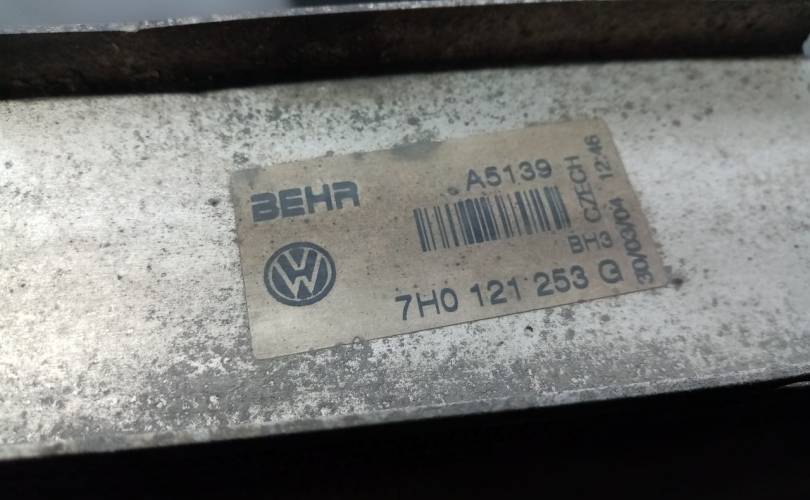 BEHR
A5139
CZECH
12:46
BH3
30/03/04
7H0 121 253 G